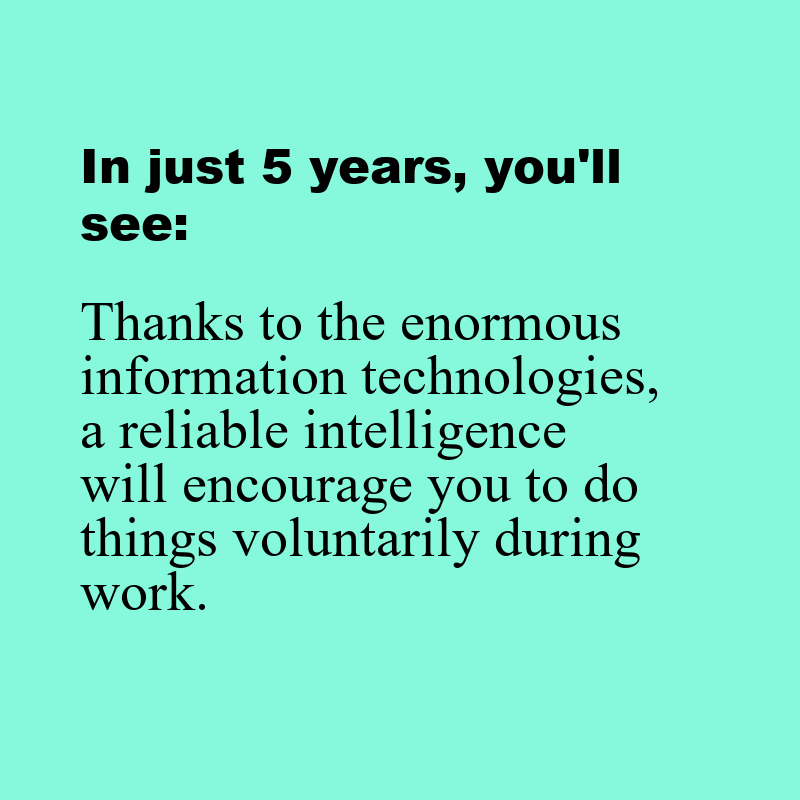 In just 5 years, you'll
see:
Thanks to the enormous
information technologies,
a reliable intelligence
will encourage you to do
things voluntarily during
work.